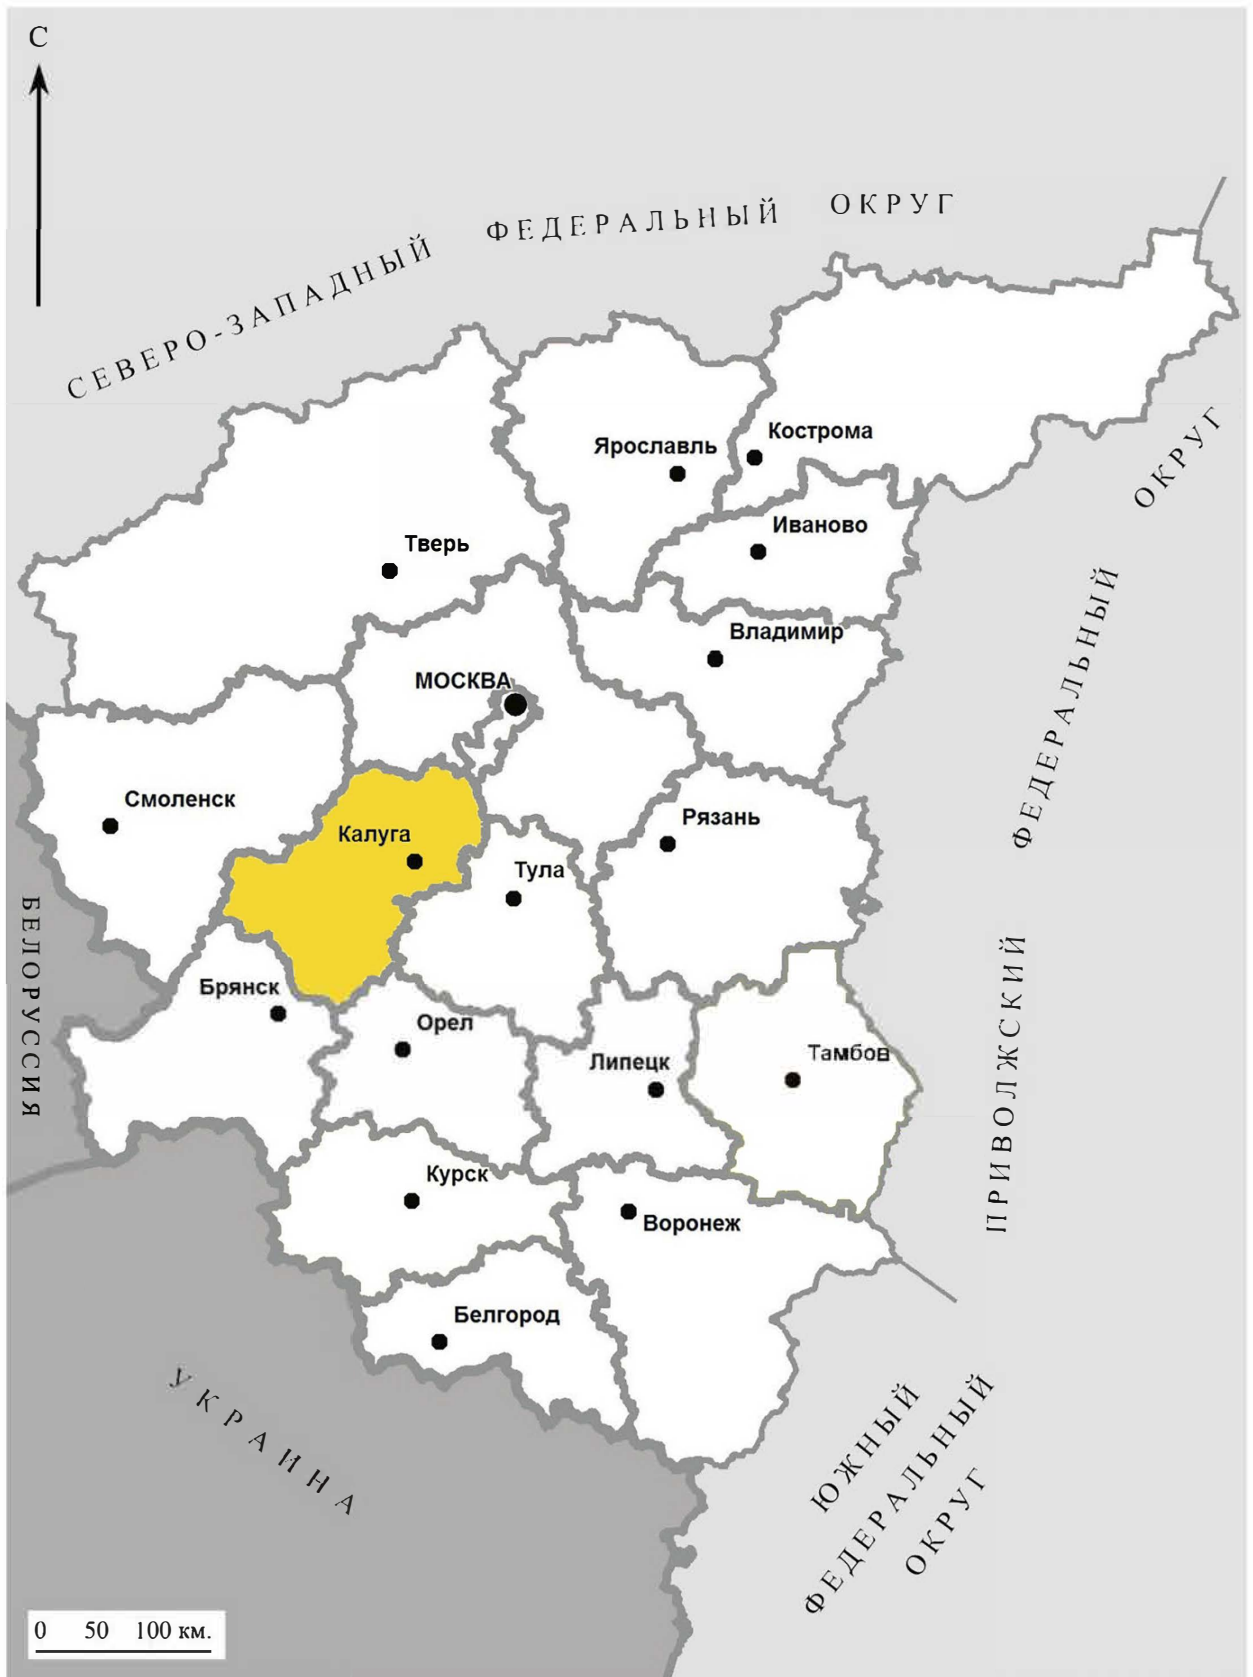 С
СЕВЕРО-ЗАПАДНЫЙ ФЕДЕРАЛЬНЫЙ ОКРУГ
Кострома
Ярославль
ОКРУГ
Иваново
Тверь
ФЕДЕРАЛЬНЫЙ
Владимир
МОСКВА
Смоленск
Рязань
Калуга
Тула
БЕЛОРУССИЯ
ПРИВОЛЖСКИЙ
Брянск
Орел
Тамбов
Липецк
Курск
Воронеж
Белгород
УКРАИНА
ЮЖНЫЙ
ФЕДЕРАЛЬНЫЙ
ОКРУГ
0 50 100 км.